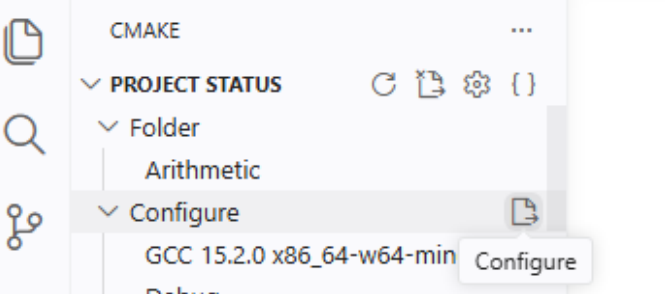 CMAKE
PROJECT STATUS
Folder
Arithmetic
Configure
GCC 15.2.0 x86_64-w64-min
Configure